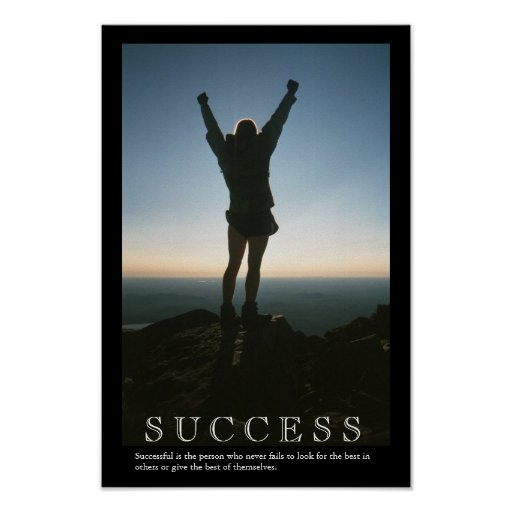 SUCCESS
Successful is the person who never fails to look for the best in
others or give the best of themselves.